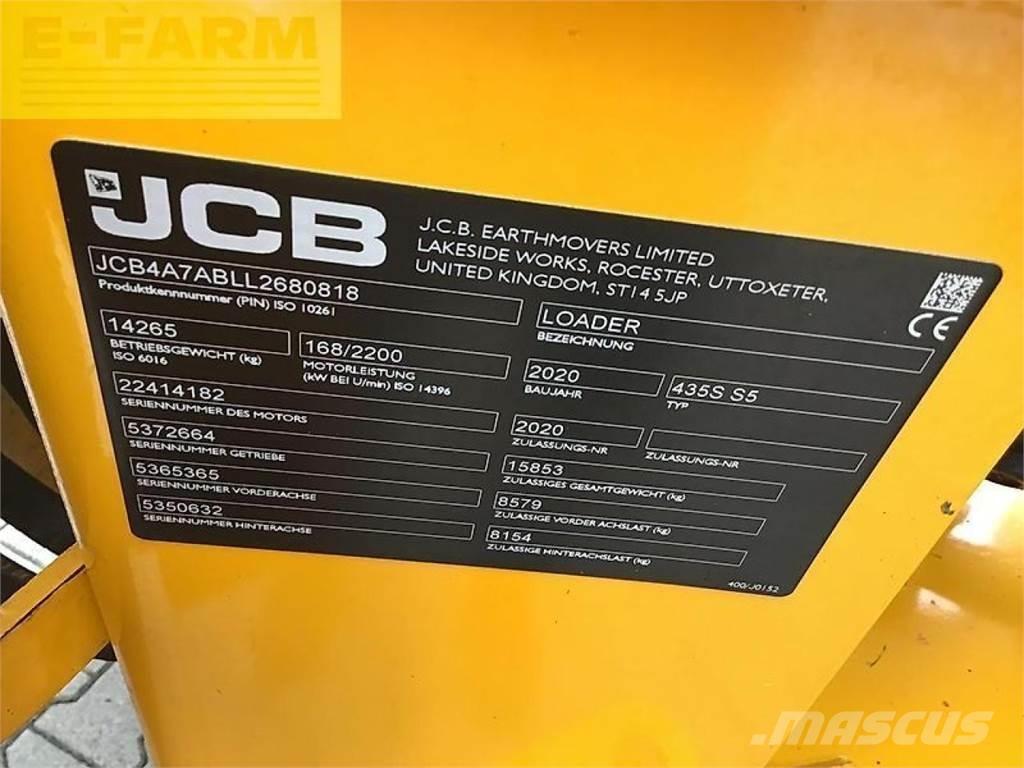 E-FARM
JCB
J.C.B. EARTHMOVERS LIMITED
LAKESIDE WORKS, ROCESTER, UTTOXETER,
UNITED KINGDOM, ST14 5JP
JCB4A7ABLL2680818
Produktkennnummer (PIN) ISO 10261
LOADER
BEZEICHNUNG
14265
BETRIEBSGEWICHT (kg)
ISO 6016
168/2200
MOTORLEISTUNG
(kW BEI U/min) ISO 14396
2020
BAUJAHR
435S S5
TYP
22414182
SERIENNUMMER DES MOTORS
2020
ZULASSUNGS-NR
ZULASSUNGS-NR
5372664
SERIENNUMMER GETRIEBE
15853
ZULASSIGES GESAMTGEWICHT (kg)
5365365
SERIENNUMMER VORDERACHSE
8579
ZULASSIGE VORDER ACHSLAST (kg)
5350632
SERIENNUMMER HINTERACHSE
8154
ZULASSIGE HINTERACHSLAST (kg)
400/J0152
CE
MASCUS